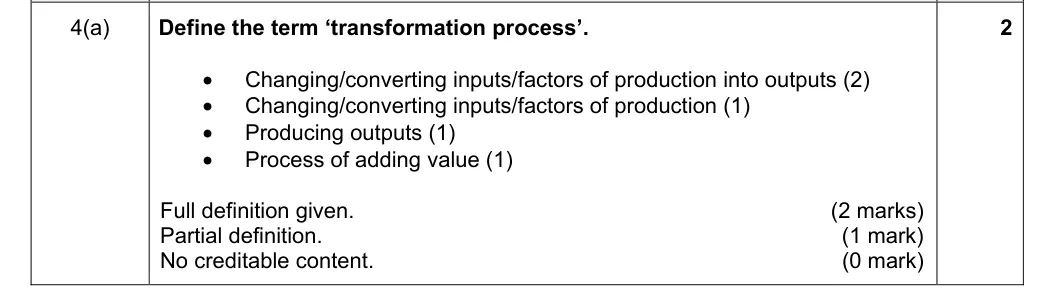 4(a) Define the term ‘transformation process’. 2
• Changing/converting inputs/factors of production into outputs (2)
• Changing/converting inputs/factors of production (1)
• Producing outputs (1)
• Process of adding value (1)
Full definition given. (2 marks)
Partial definition. (1 mark)
No creditable content. (0 mark)